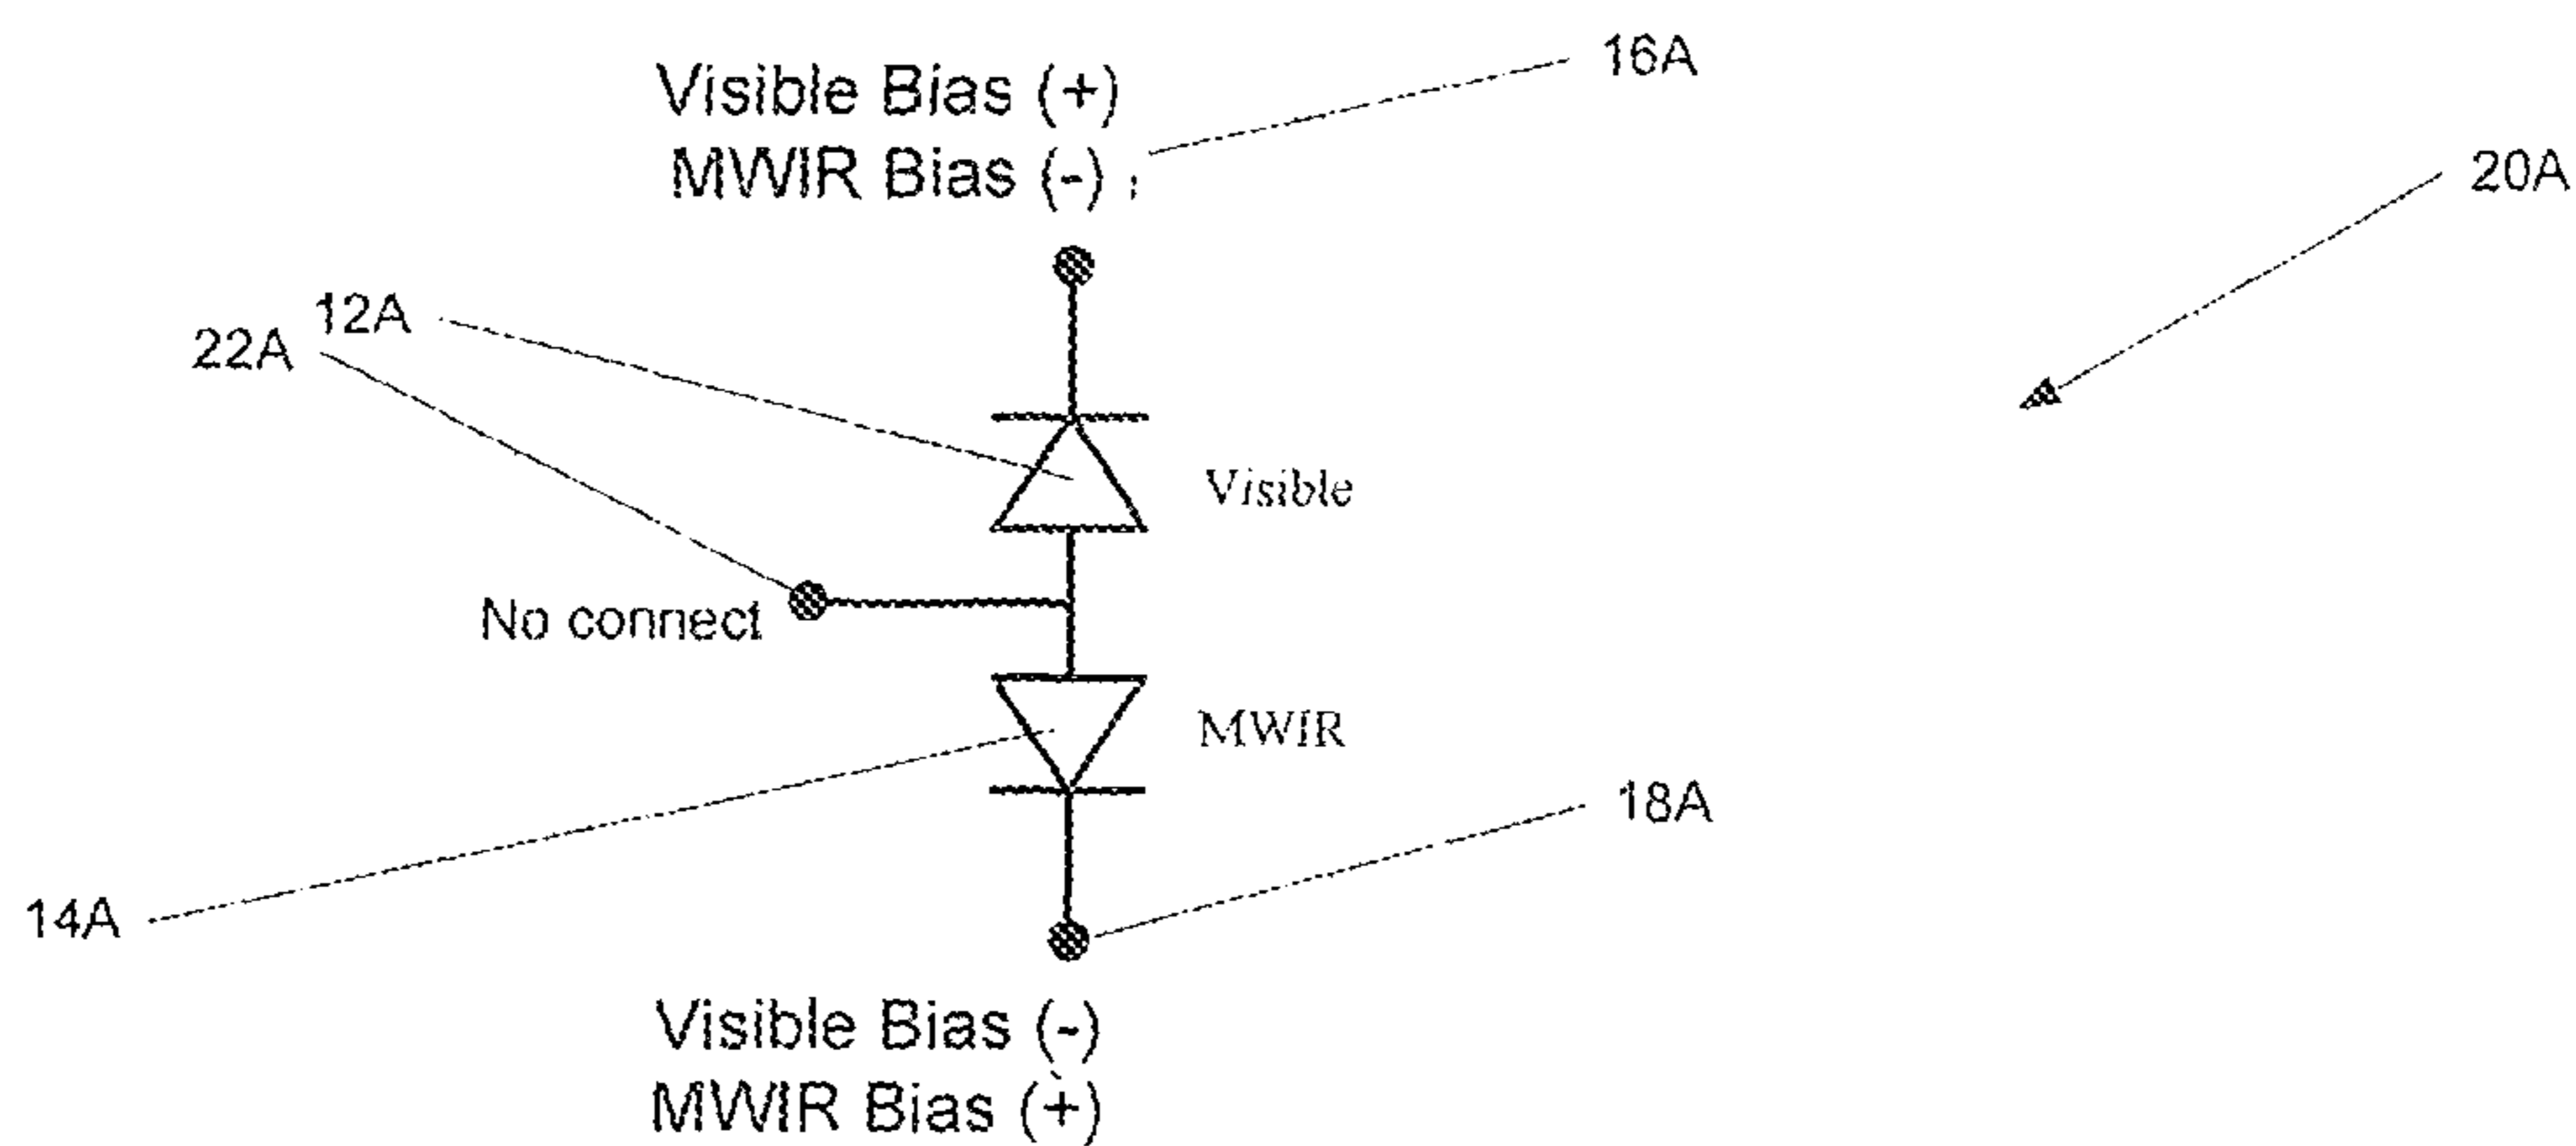 16A
Visible Bias (+)
MWIR Bias (-)
20A
12A
22A
Visible
No connect
MWIR
18A
14A
Visible Bias (-)
MWIR Bias (+)